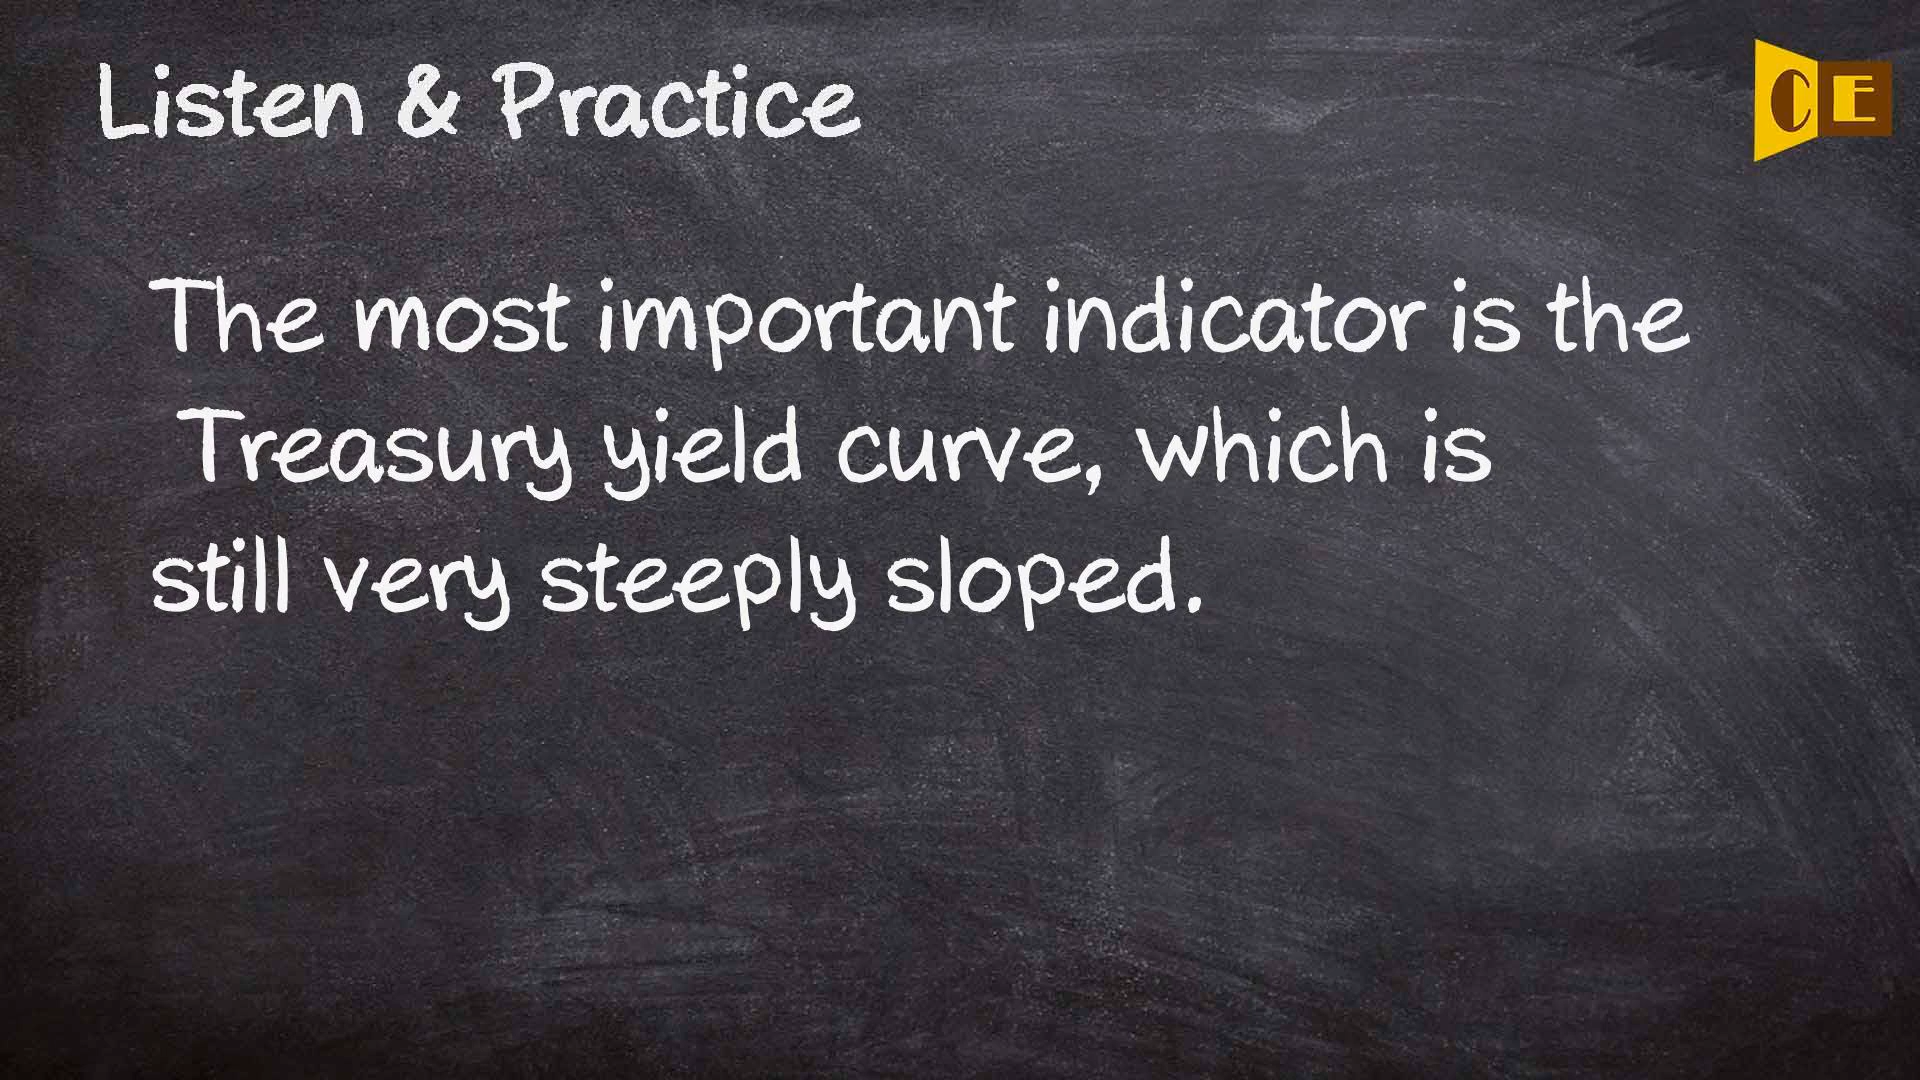 Listen & Practice
CE
The most important indicator is the
Treasury yield curve, which is
still very steeply sloped.